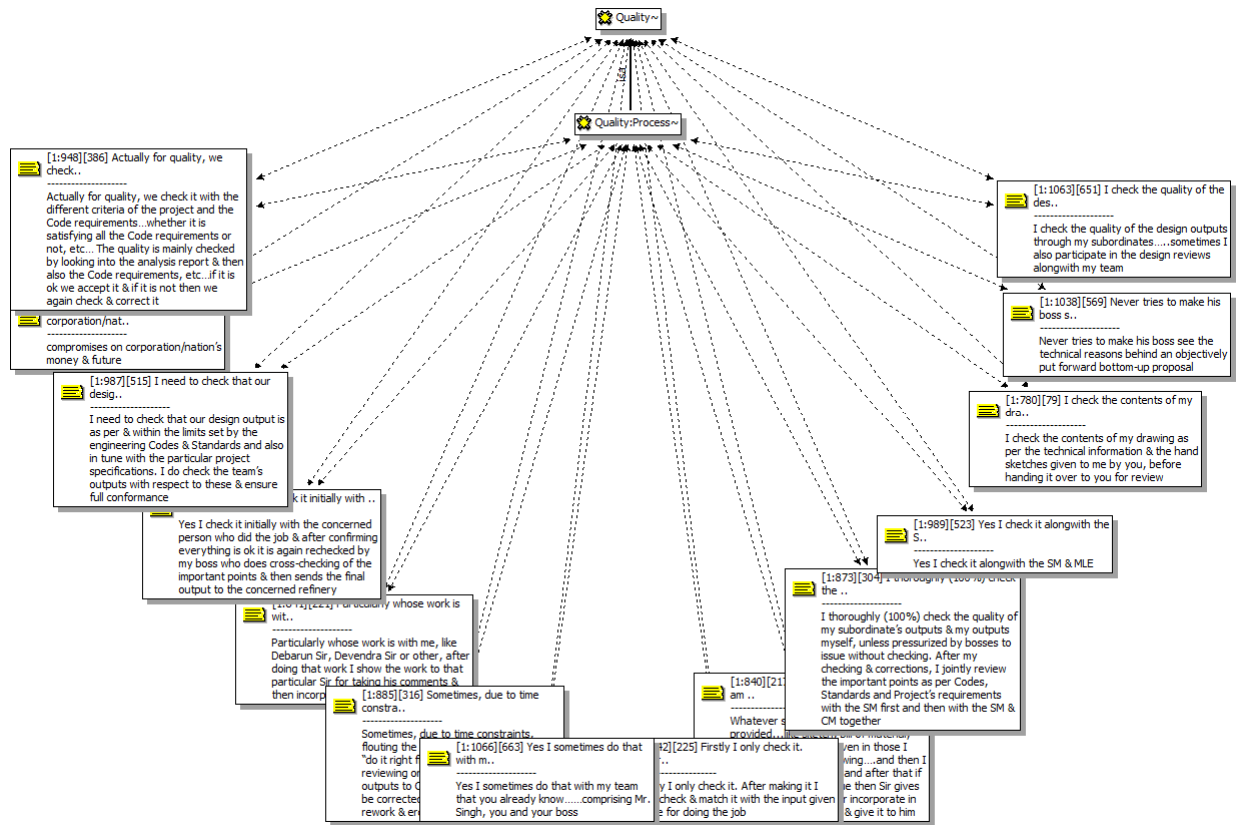 Quality~
isa
Quality:Process~
[1:948][386] Actually for quality, we
check..
--------------------
Actually for quality, we check it with the
different criteria of the project and the
Code requirements...whether it is
satisfying all the Code requirements or
not, etc... The quality is mainly checked
by looking into the analysis report & then
also the Code requirements, etc...if it is
ok we accept it & if it is not then we
again check & correct it
corporation/nat..
--------------------
compromises on corporation/nation's
money & future
[1:987][515] I need to check that our
desig..
--------------------
I need to check that our design output is
as per & within the limits set by the
engineering Codes & Standards and also
in tune with the particular project
specifications. I do check the team's
outputs with respect to these & ensure
full conformance
it initially with ..
Yes I check it initially with the concerned
person who did the job & after confirming
everything is ok it is again rechecked by
my boss who does cross-checking of the
important points & then sends the final
output to the concerned refinery
[1:841][221] Particularly whose work is
wit..
--------------------
Particularly whose work is with me, like
Debarun Sir, Devendra Sir or other, after
doing that work I show the work to that
particular Sir for taking his comments &
then incorp
[1:885][316] Sometimes, due to time
constra..
--------------------
Sometimes, due to time constraints,
flouting the
"do it right f
reviewing or
outputs to C
be corrected
rework & er
[1:1066][663] Yes I sometimes do that
with m..
--------------------
Yes I sometimes do that with my team
that you already know......comprising Mr.
Singh, you and your boss
42][225] Firstly I only check it.
--------------------
y I only check it. After making it I
check & match it with the input given
for doing the job
[1:840][217
am ..
Whatever s
provided...
ven in those I
wing....and then I
and after that if
e then Sir gives
r incorporate in
& give it to him
[1:873][304] I thoroughly (100%) check
the ..
--------------------
I thoroughly (100%) check the quality of
my subordinate's outputs & my outputs
myself, unless pressurized by bosses to
issue without checking. After my
checking & corrections, I jointly review
the important points as per Codes,
Standards and Project's requirements
with the SM first and then with the SM &
CM together
[1:989][523] Yes I check it alongwith the
S..
--------------------
Yes I check it alongwith the SM & MLE
[1:780][79] I check the contents of my
dra..
--------------------
I check the contents of my drawing as
per the technical information & the hand
sketches given to me by you, before
handing it over to you for review
[1:1038][569] Never tries to make his
boss s..
--------------------
Never tries to make his boss see the
technical reasons behind an objectively
put forward bottom-up proposal
[1:1063][651] I check the quality of the
des..
--------------------
I check the quality of the design outputs
through my subordinates.....sometimes I
also participate in the design reviews
alongwith my team